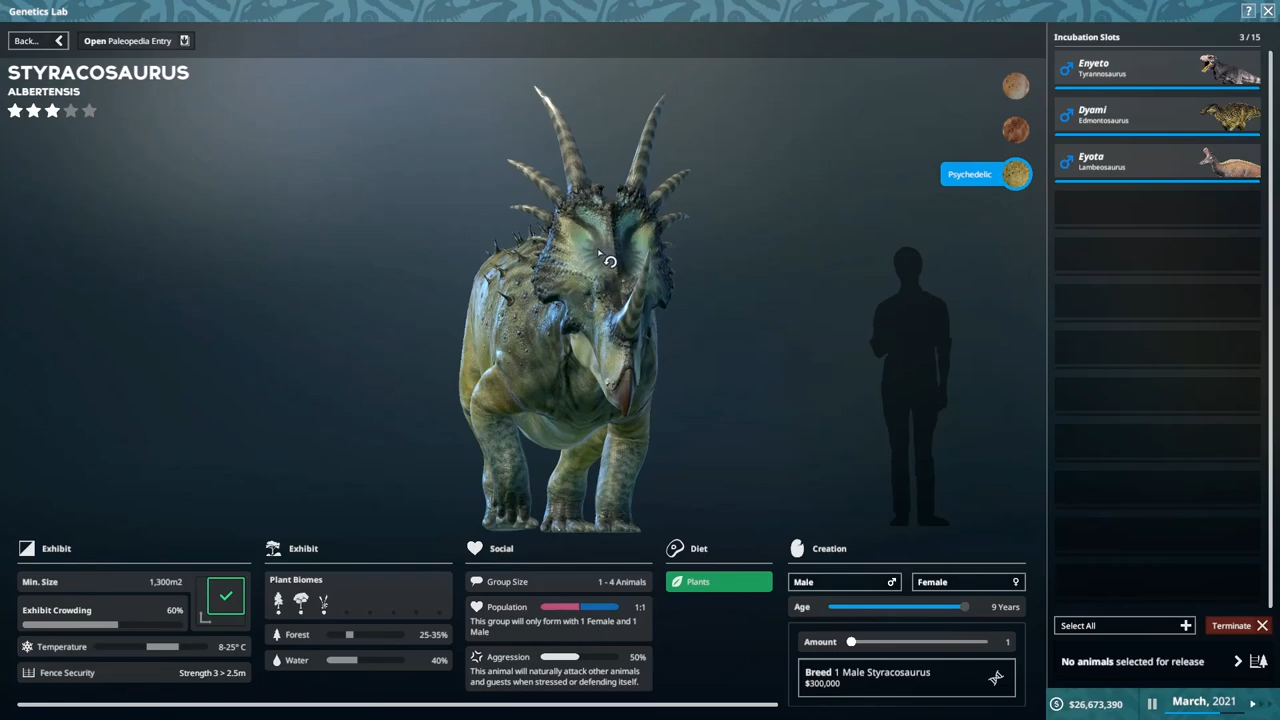 Genetics Lab
?
Back...
Open Paleopedia Entry
STYRACOSAURUS
ALBERTENSIS
Psychedelic
Incubation Slots 3 / 15
Enyeto
Tyrannosaurus
Dyami
Edmontosaurus
Eyota
Lambeosaurus
Exhibit
Min. Size 1,300m2
Exhibit Crowding 60%
Temperature 8-25° C
Fence Security Strength 3 > 2.5m
Exhibit
Plant Biomes
Forest 25-35%
Water 40%
Social
Group Size 1 - 4 Animals
Population 1:1
This group will only form with 1 Female and 1
Male
Aggression 50%
This animal will naturally attack other animals
and guests when stressed or defending itself.
Diet
Plants
Creation
Male
Female
Age 9 Years
Amount 1
Breed 1 Male Styracosaurus
$300,000
Select All
Terminate
No animals selected for release
$ $26,673,390
March, 2021